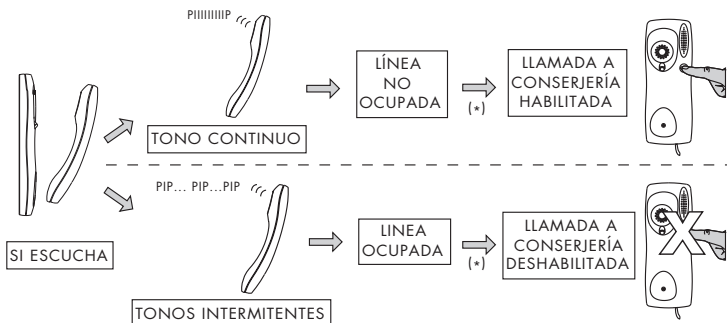 PIIIIIIIIIP
LÍNEA
NO
OCUPADA
(*)
LLAMADA A
CONSERJERÍA
HABILITADA
TONO CONTINUO
SI ESCUCHA
PIP... PIP...PIP
LINEA
OCUPADA
(*)
LLAMADA A
CONSERJERÍA
DESHABILITADA
X
TONOS INTERMITENTES